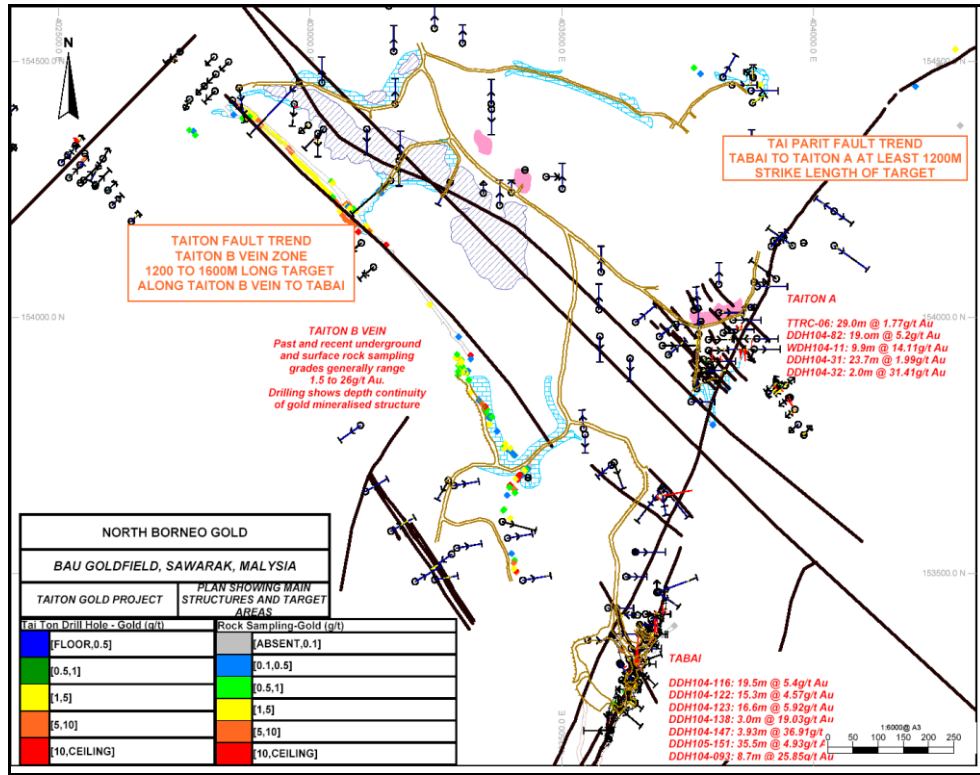 402500.0 E
403000.0 E
403500.0 E
404000.0 E
154500.0 N
154500.0 N
N
TAI PARIT FAULT TREND
TABAI TO TAITON A AT LEAST 1200M
STRIKE LENGTH OF TARGET
TAITON FAULT TREND
TAITON B VEIN ZONE
1200 TO 1600M LONG TARGET
ALONG TAITON B VEIN TO TABAI
154000.0 N
154000.0 N
TAITON A
TTRC-06: 29.0m @ 1.77g/t Au
DDH104-82: 19.om @ 5.2g/t Au
WDH104-11: 9.9m @ 14.11g/t Au
DDH104-31: 23.7m @ 1.99g/t Au
DDH104-32: 2.0m @ 31.41g/t Au
TAITON B VEIN
Past and recent underground
and surface rock sampling
grades generally range
1.5 to 26g/t Au.
Drilling shows depth continuity
of gold mineralised structure
153500.0 N
NORTH BORNEO GOLD
BAU GOLDFIELD, SARAWAK, MALYSIA
TAITON GOLD PROJECT
PLAN SHOWING MAIN
STRUCTURES AND TARGET
AREAS
Tai Ton Drill Hole - Gold (g/t)
[FLOOR,0.5]
[0.5,1]
[1,5]
[5,10]
[10,CEILING]
Rock Sampling-Gold (g/t)
[ABSENT,0.1]
[0.1,0.5]
[0.5,1]
[1,5]
[5,10]
[10,CEILING]
TABAI
DDH104-116: 19.5m @ 5.4g/t Au
DDH104-122: 15.3m @ 4.57g/t Au
DDH104-123: 16.6m @ 5.92g/t Au
DDH104-138: 3.0m @ 19.03g/t Au
DDH104-147: 3.93m @ 36.91g/t
DDH105-151: 35.5m @ 4.93g/t A
DDH104-093: 8.7m @ 25.85g/t Au
1:6000@ A3
0 50 100 150 200 250